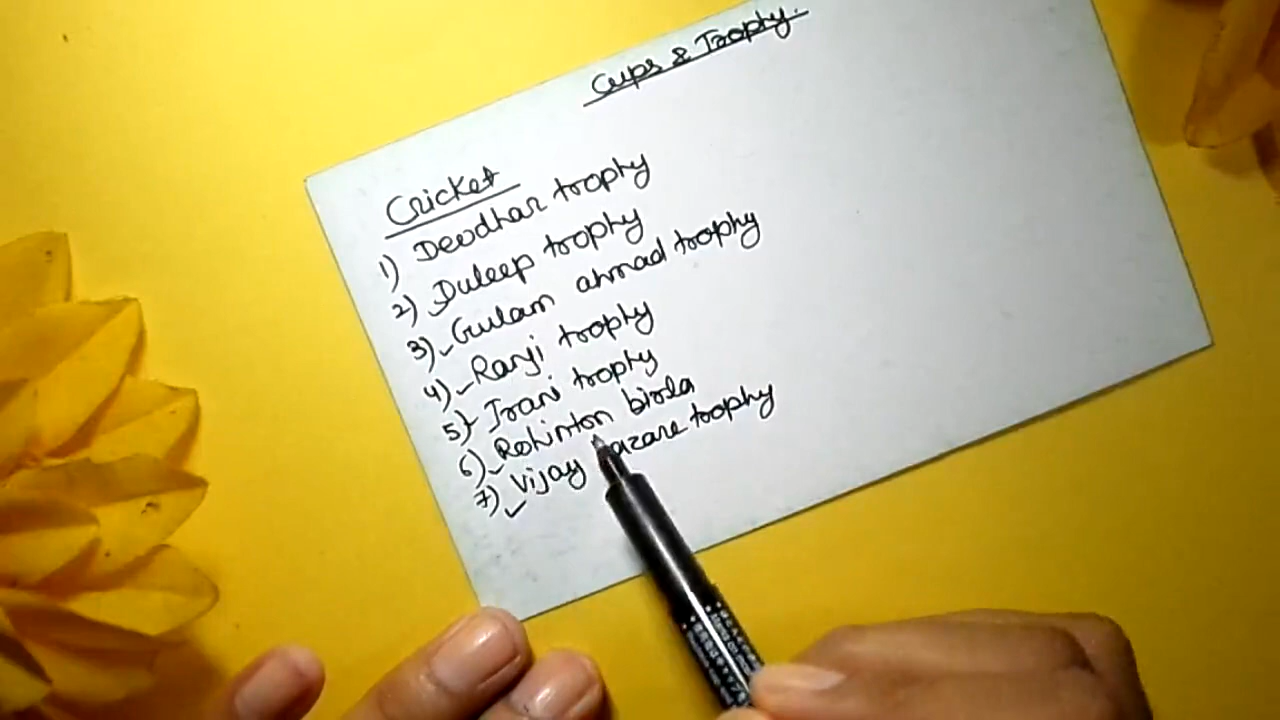 Cups & Trophy.
Cricket
1) Deodhar trophy
2) Duleep trophy
3) Gulam ahmad trophy
4) Ranji trophy
5) Irani trophy
6) Rohinton birla
7) Vijay azare trophy